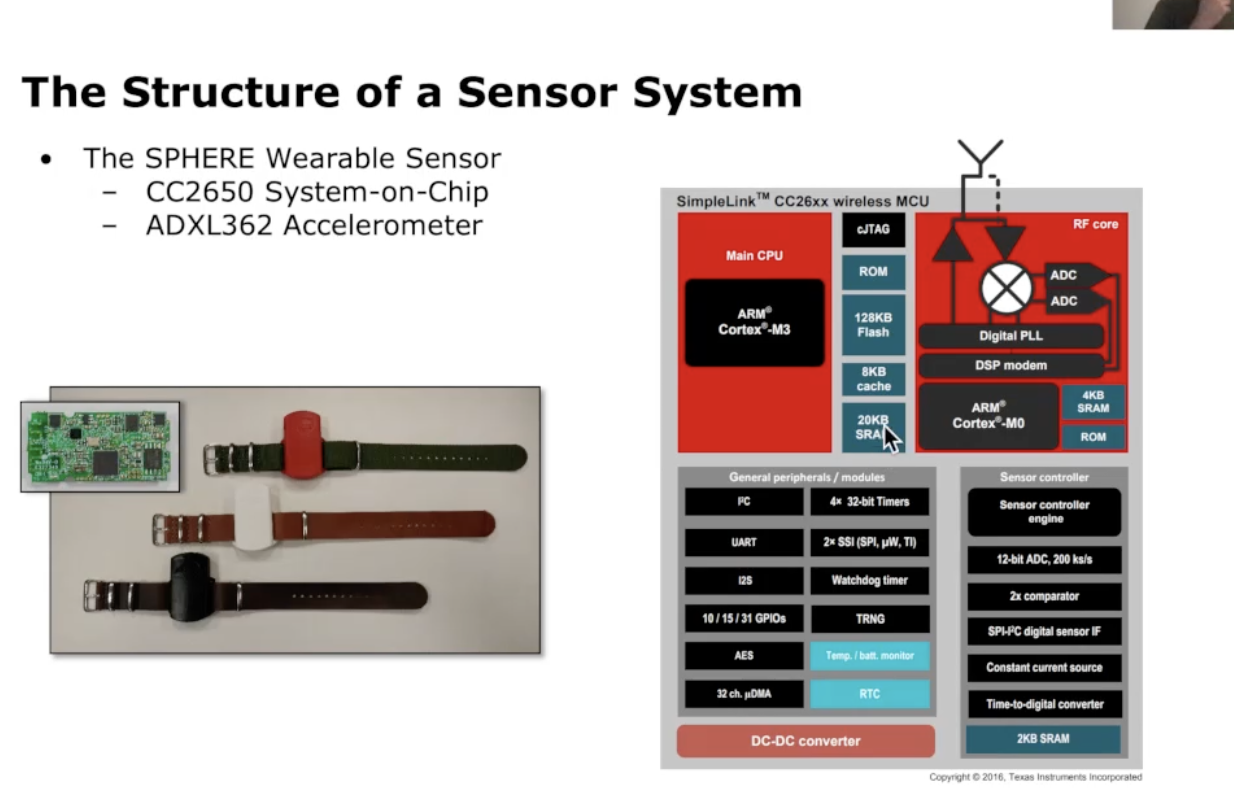 The Structure of a Sensor System
• The SPHERE Wearable Sensor
– CC2650 System-on-Chip
– ADXL362 Accelerometer
SimpleLink™ CC26xx wireless MCU
Main CPU
ARM®
Cortex®-M3
cJTAG
ROM
128KB
Flash
8KB
cache
20KB
SRAM
RF core
ADC
ADC
Digital PLL
DSP modem
ARM®
Cortex®-M0
4KB
SRAM
ROM
General peripherals / modules
I²C
4× 32-bit Timers
UART
2× SSI (SPI, µW, TI)
I2S
Watchdog timer
10 / 15 / 31 GPIOs
TRNG
AES
Temp. / batt. monitor
32 ch. µDMA
RTC
Sensor controller
Sensor controller
engine
12-bit ADC, 200 ks/s
2x comparator
SPI-I²C digital sensor IF
Constant current source
Time-to-digital converter
2KB SRAM
DC-DC converter
Copyright © 2016, Texas Instruments Incorporated